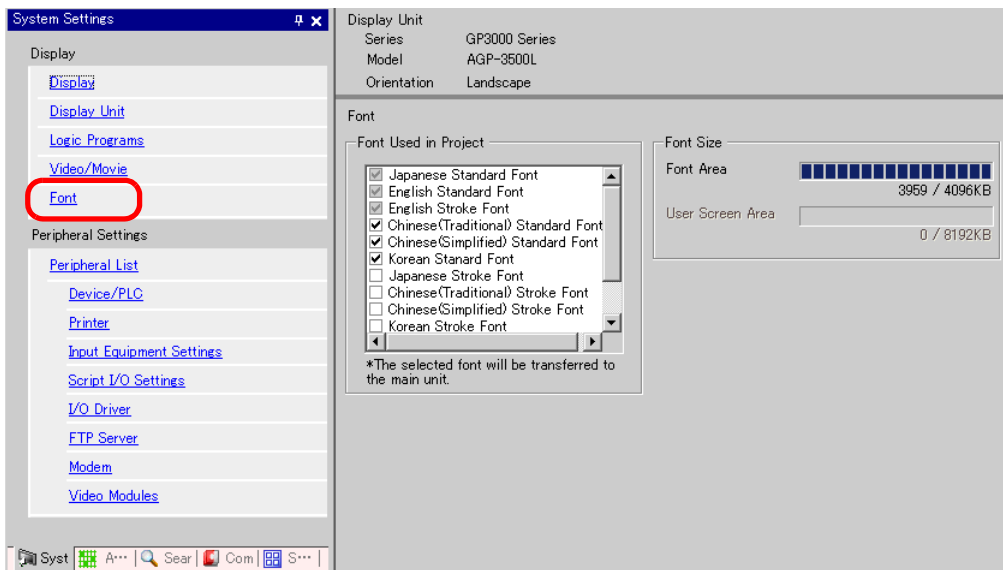 System Settings
Display
Display
Display Unit
Logic Programs
Video/Movie
Font
Peripheral Settings
Peripheral List
Device/PLC
Printer
Input Equipment Settings
Script I/O Settings
I/O Driver
FTP Server
Modem
Video Modules
Syst A… Sear Com S…
Display Unit
Series GP3000 Series
Model AGP-3500L
Orientation Landscape
Font
Font Used in Project
Japanese Standard Font
English Standard Font
English Stroke Font
Chinese(Traditional) Standard Font
Chinese(Simplified) Standard Font
Korean Stanard Font
Japanese Stroke Font
Chinese(Traditional) Stroke Font
Chinese(Simplified) Stroke Font
Korean Stroke Font
*The selected font will be transferred to
the main unit.
Font Size
Font Area
3959 / 4096KB
User Screen Area
0 / 8192KB